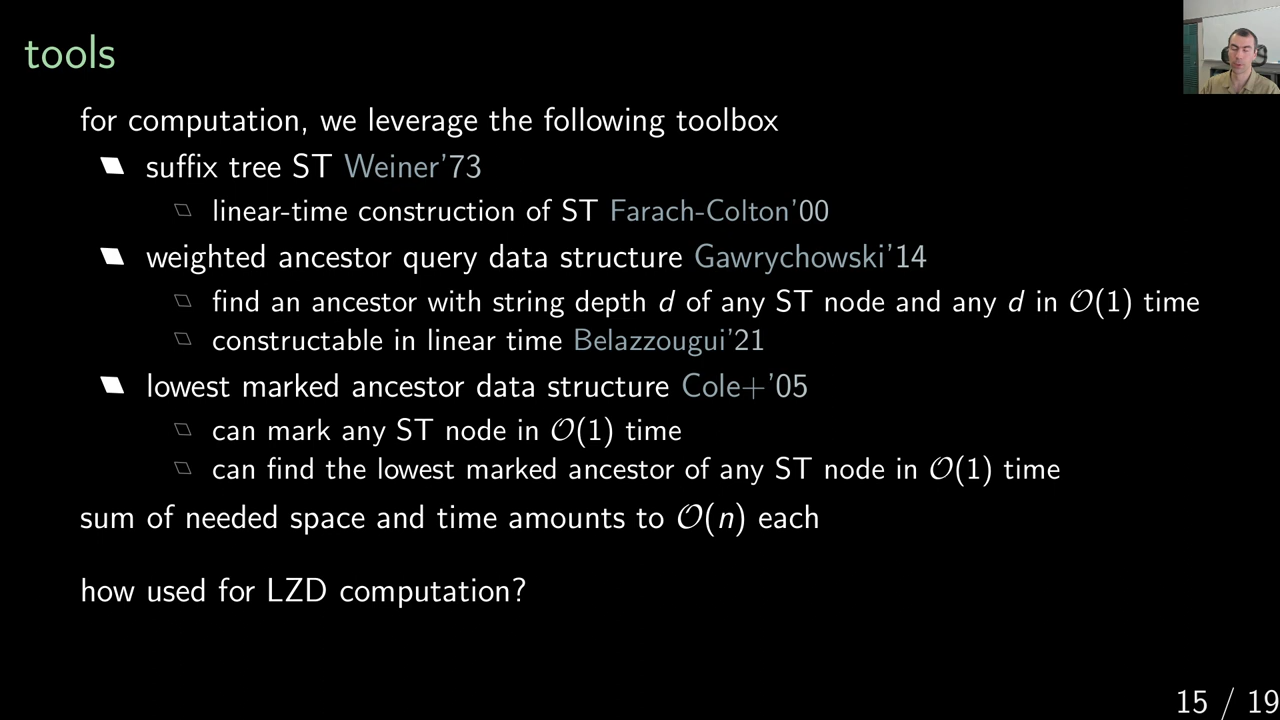 tools
for computation, we leverage the following toolbox
suffix tree ST Weiner'73
linear-time construction of ST Farach-Colton'00
weighted ancestor query data structure Gawrychowski'14
find an ancestor with string depth d of any ST node and any d in O(1) time
constructable in linear time Belazzougui'21
lowest marked ancestor data structure Cole+'05
can mark any ST node in O(1) time
can find the lowest marked ancestor of any ST node in O(1) time
sum of needed space and time amounts to O(n) each
how used for LZD computation?
15 / 19